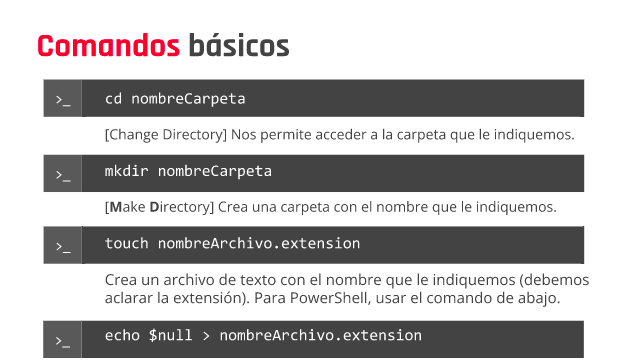 Comandos básicos
>_ cd nombreCarpeta
[Change Directory] Nos permite acceder a la carpeta que le indiquemos.
>_ mkdir nombreCarpeta
[Make Directory] Crea una carpeta con el nombre que le indiquemos.
>_ touch nombreArchivo.extension
Crea un archivo de texto con el nombre que le indiquemos (debemos
aclarar la extensión). Para PowerShell, usar el comando de abajo.
>_ echo $null > nombreArchivo.extension